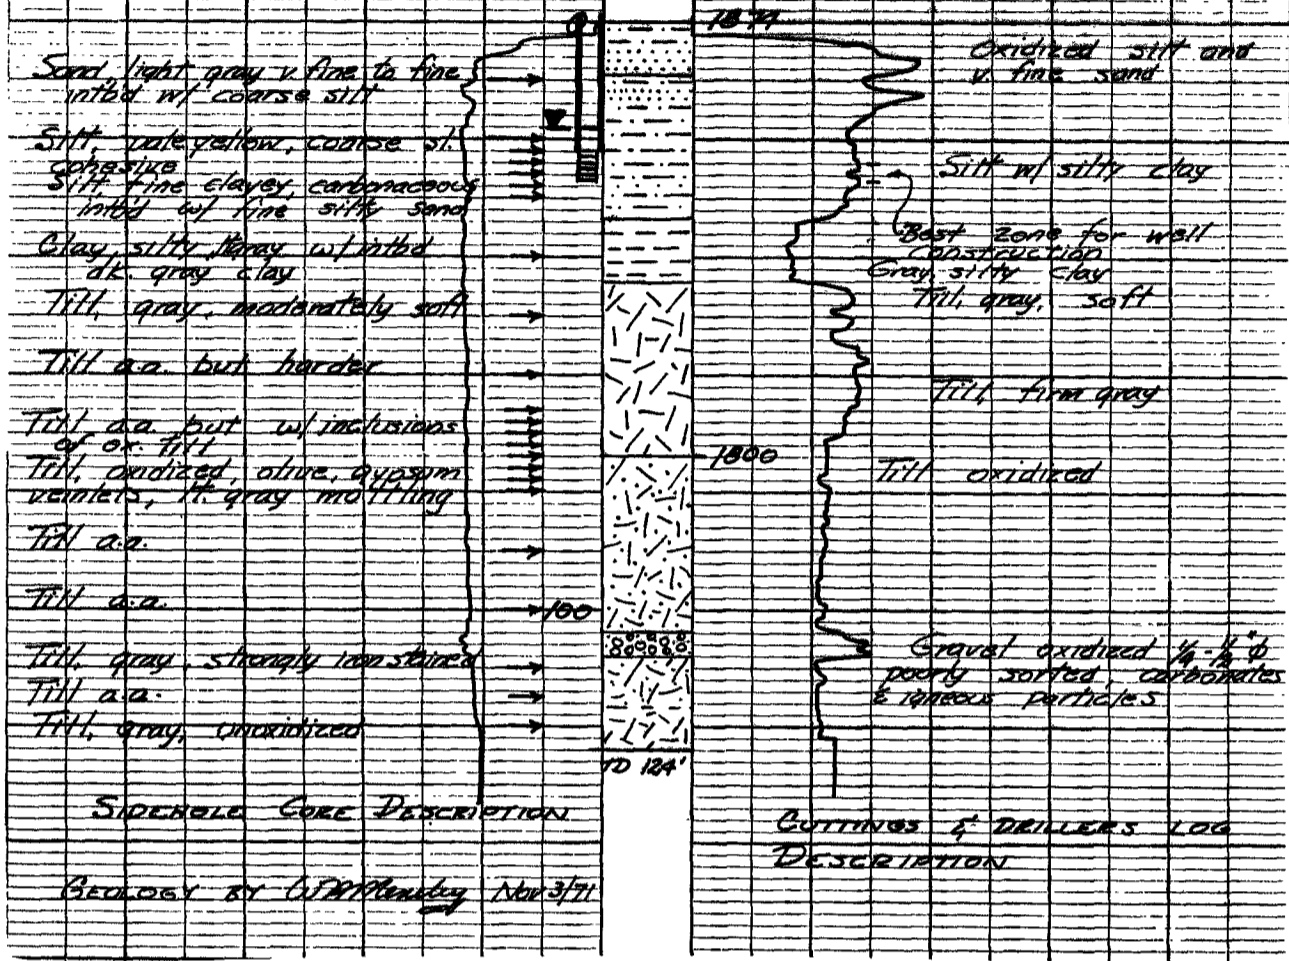 0
1874
Sand, light gray v. fine to fine
intbd w/ coarse silt
Silt, pale yellow, coarse sl.
cohesive
Silt fine clayey, carbonaceous
intbd w/ fine silty sand
Clay, silty gray w/ intbd
dk. gray clay
Till, gray, moderately soft
Till a.a. but harder
Till a.a. but w/ inclusions
of ox. till
Till, oxidized, olive, gypsum
veinlets, lt. gray mottling
Till a.a.
Till a.a.
Till, gray, strongly iron stained
Till a.a.
Till, gray, unoxidized
100
1800
TD 124'
Oxidized silt and
v. fine sand
Silt w/ silty clay
Best zone for well
construction
Gray, silty clay
Till, gray, soft
Till, firm gray
Till oxidized
Gravel oxidized 1/4 - 1/2" ϕ
poorly sorted, carbonates
& igneous particles
SIDEHOLE CORE DESCRIPTION
CUTTINGS & DRILLERS LOG
DESCRIPTION
GEOLOGY BY Nov 3/71